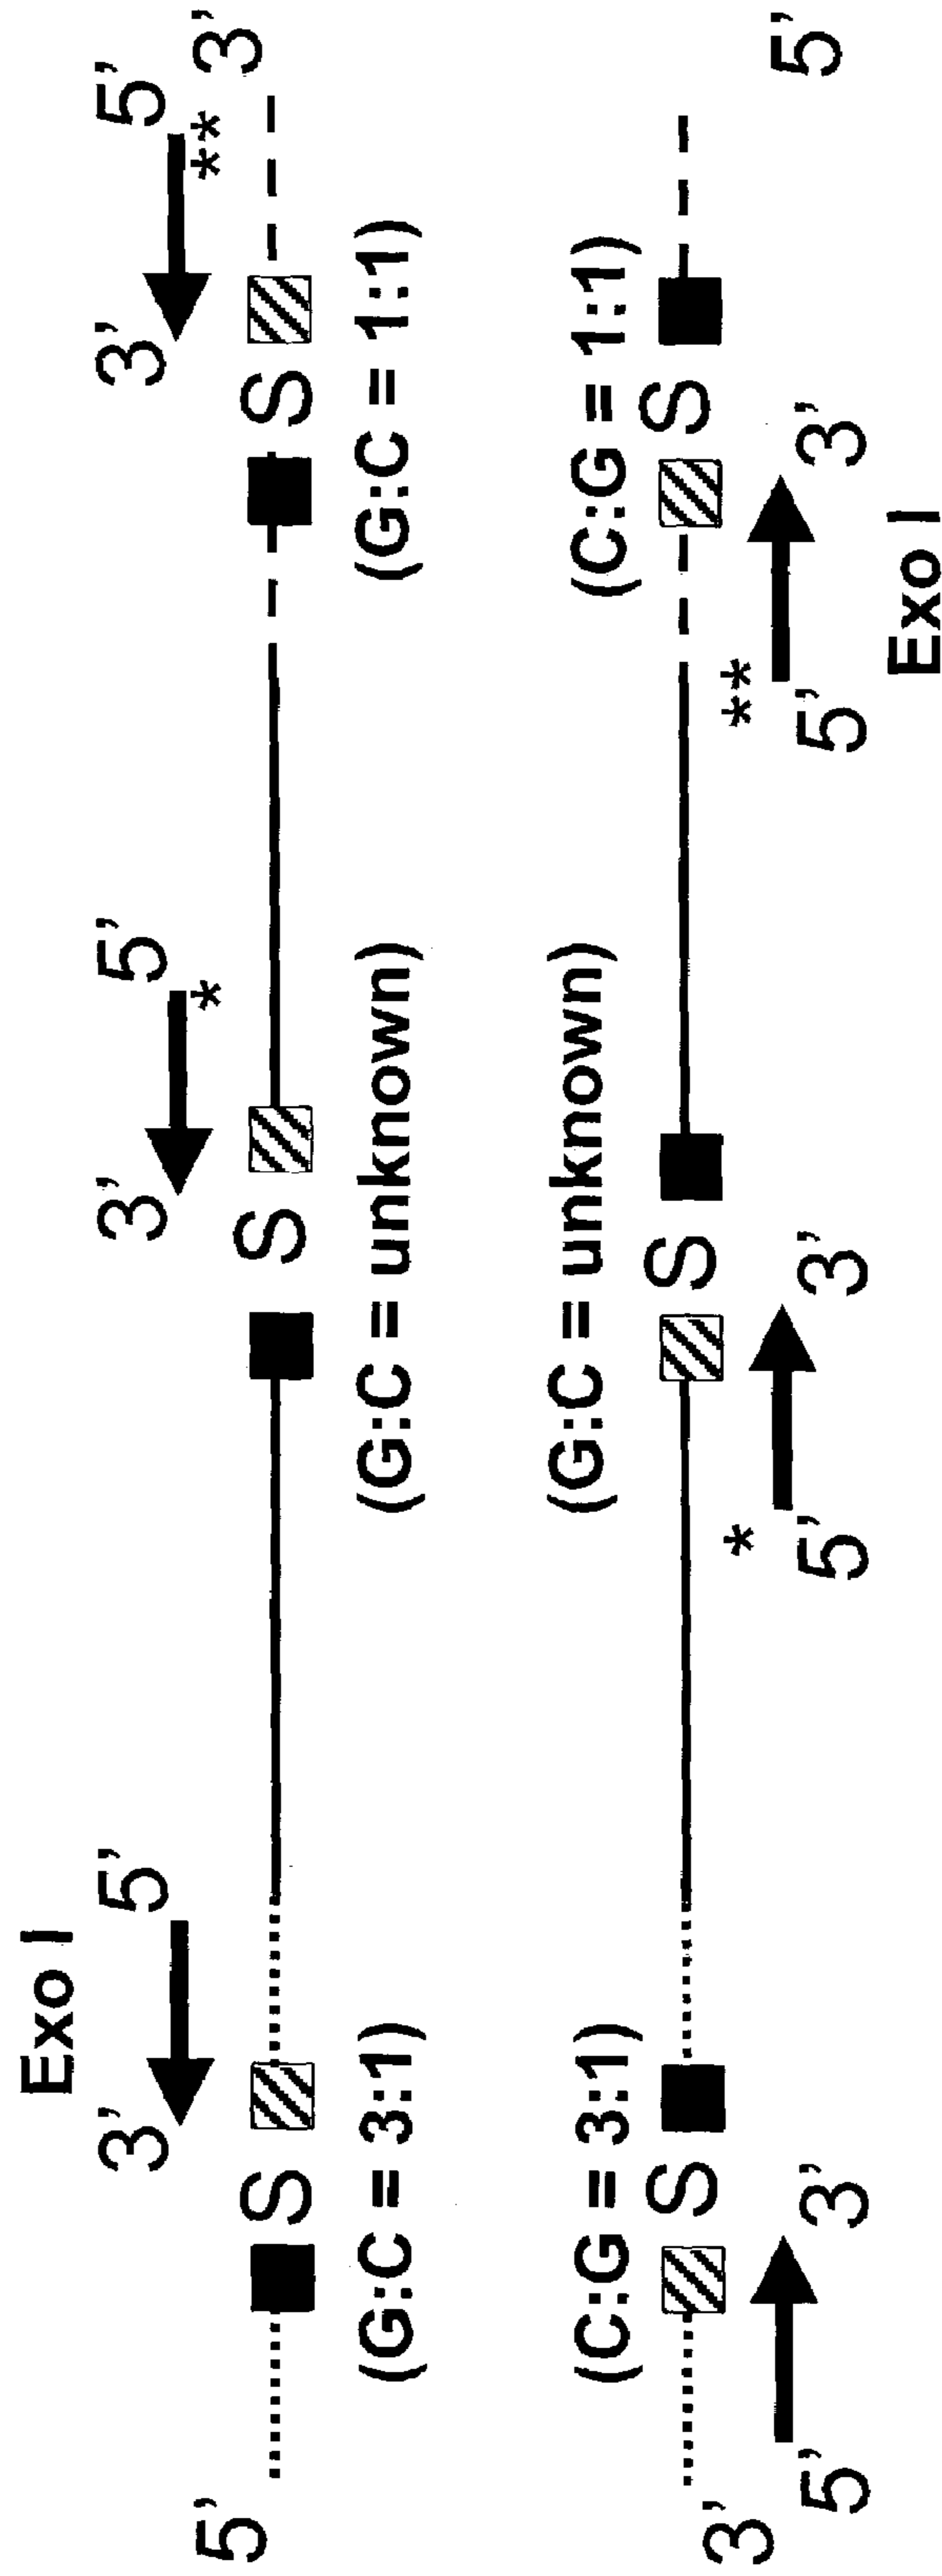 Exo I
3' 5' 3' 5' 3' 5'
* **
5' 3'
S S S
(G:C = 3:1) (G:C = unknown) (G:C = 1:1)
(C:G = 3:1) (G:C = unknown) (C:G = 1:1)
S S S
3' * ** 5'
5' 3' 5' 3' 5' 3'
Exo I